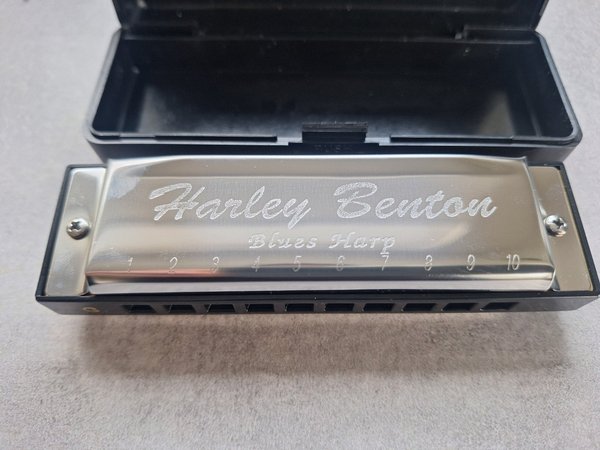 Harley Benton
Blues Harp
1 2 3 4 5 6 7 8 9 10